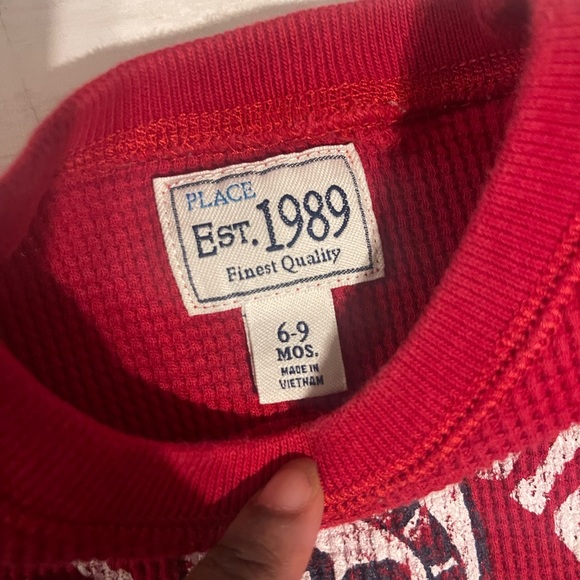 PLACE
EST. 1989
Finest Quality
6-9
MOS.
MADE IN
VIETNAM